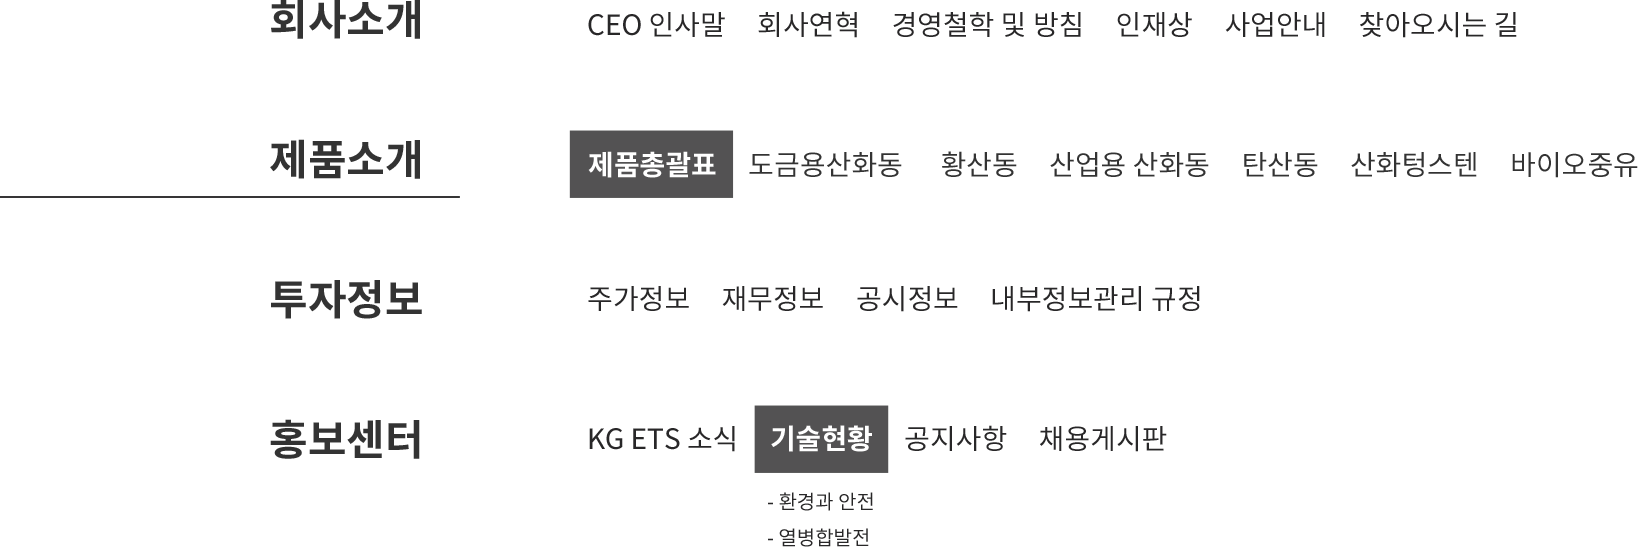 회사소개 CEO 인사말 회사연혁 경영철학 및 방침 인재상 사업안내 찾아오시는 길
제품소개 제품총괄표 도금용산화동 황산동 산업용 산화동 탄산동 산화텅스텐 바이오중유
투자정보 주가정보 재무정보 공시정보 내부정보관리 규정
홍보센터 KG ETS 소식 기술현황 공지사항 채용게시판
- 환경과 안전
- 열병합발전